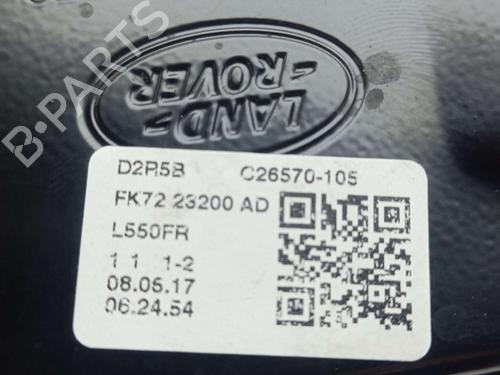 LAND-
-ROVER
B-PARTS
D2R5B C26570-105
FK72 23200 AD
L550FR
1 1 1-2
08.05.17
06.24.54